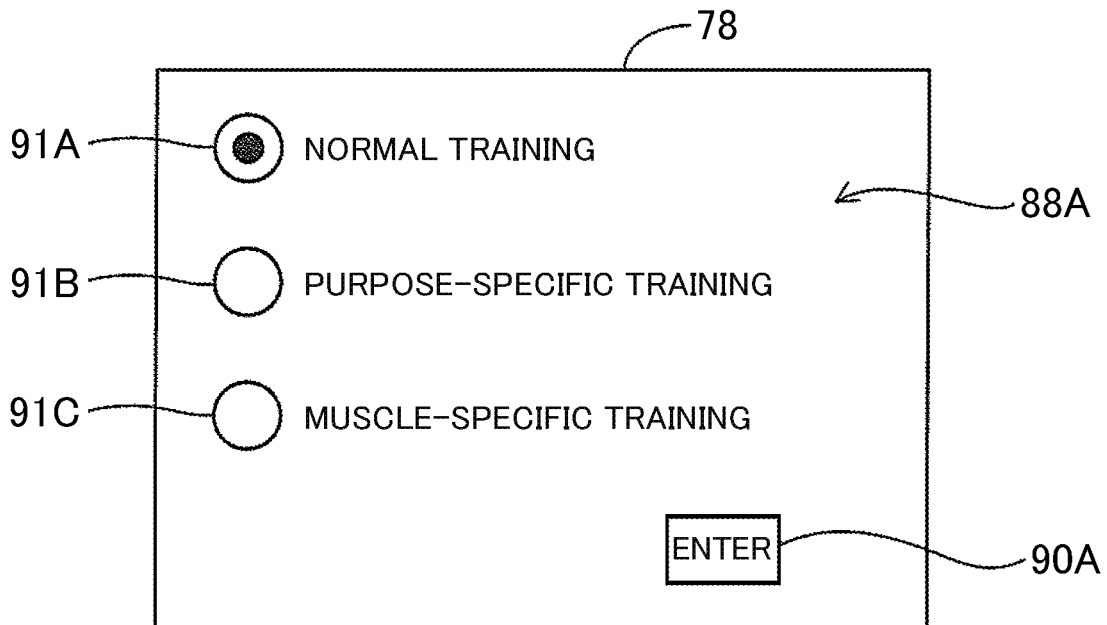 78
91A NORMAL TRAINING
88A
91B PURPOSE-SPECIFIC TRAINING
91C MUSCLE-SPECIFIC TRAINING
ENTER 90A